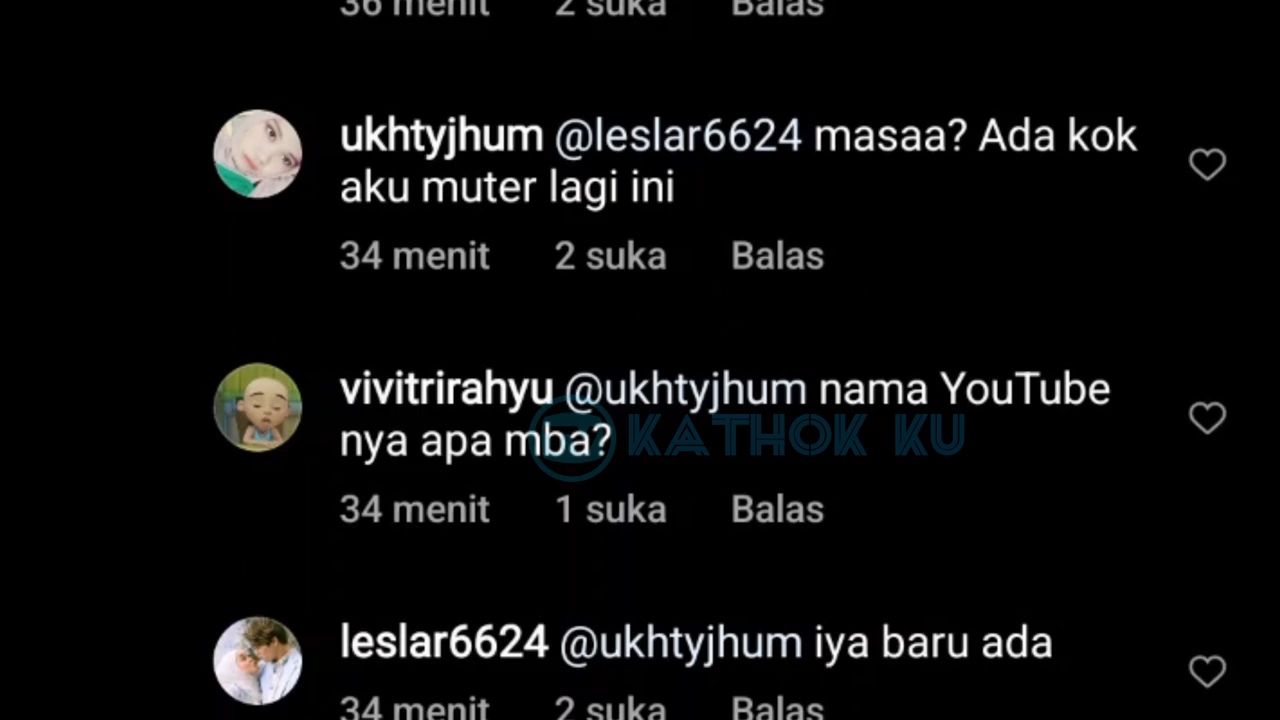 36 menit 2 suka Balas
ukhtyjhum @leslar6624 masaa? Ada kok
aku muter lagi ini
34 menit 2 suka Balas
vivitrirahyu @ukhtyjhum nama YouTube
nya apa mba?
KATHOK KU
34 menit 1 suka Balas
leslar6624 @ukhtyjhum iya baru ada
34 menit 2 suka Balas